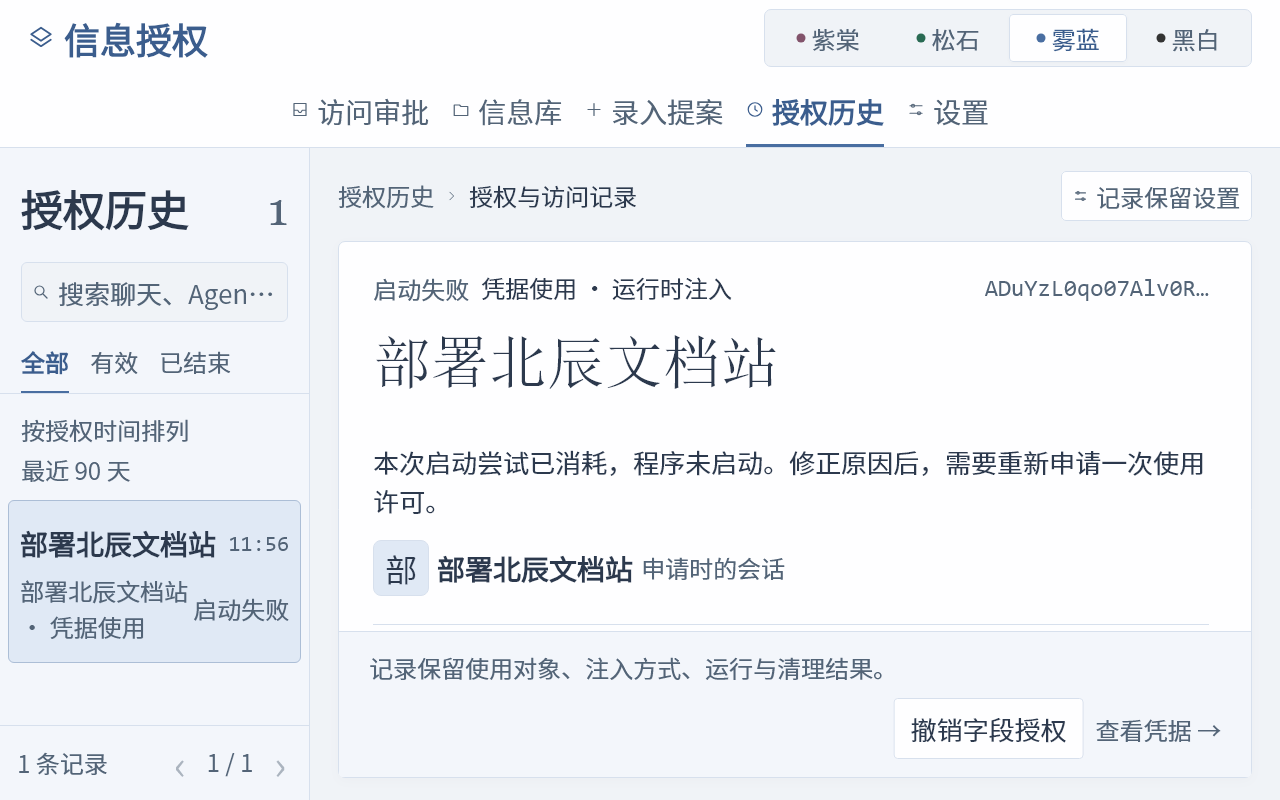 信息授权
紫棠
松石
雾蓝
黑白
访问审批
信息库
录入提案
授权历史
设置
授权历史 1
搜索聊天、Agen…
全部 有效 已结束
按授权时间排列
最近 90 天
部署北辰文档站 11:56
部署北辰文档站
· 凭据使用
启动失败
1 条记录
‹ 1 / 1 ›
授权历史 › 授权与访问记录
记录保留设置
启动失败 凭据使用 · 运行时注入
ADuYzL0qo07Alv0R…
部署北辰文档站
本次启动尝试已消耗，程序未启动。修正原因后，需要重新申请一次使用
许可。
部 部署北辰文档站 申请时的会话
记录保留使用对象、注入方式、运行与清理结果。
撤销字段授权
查看凭据 →